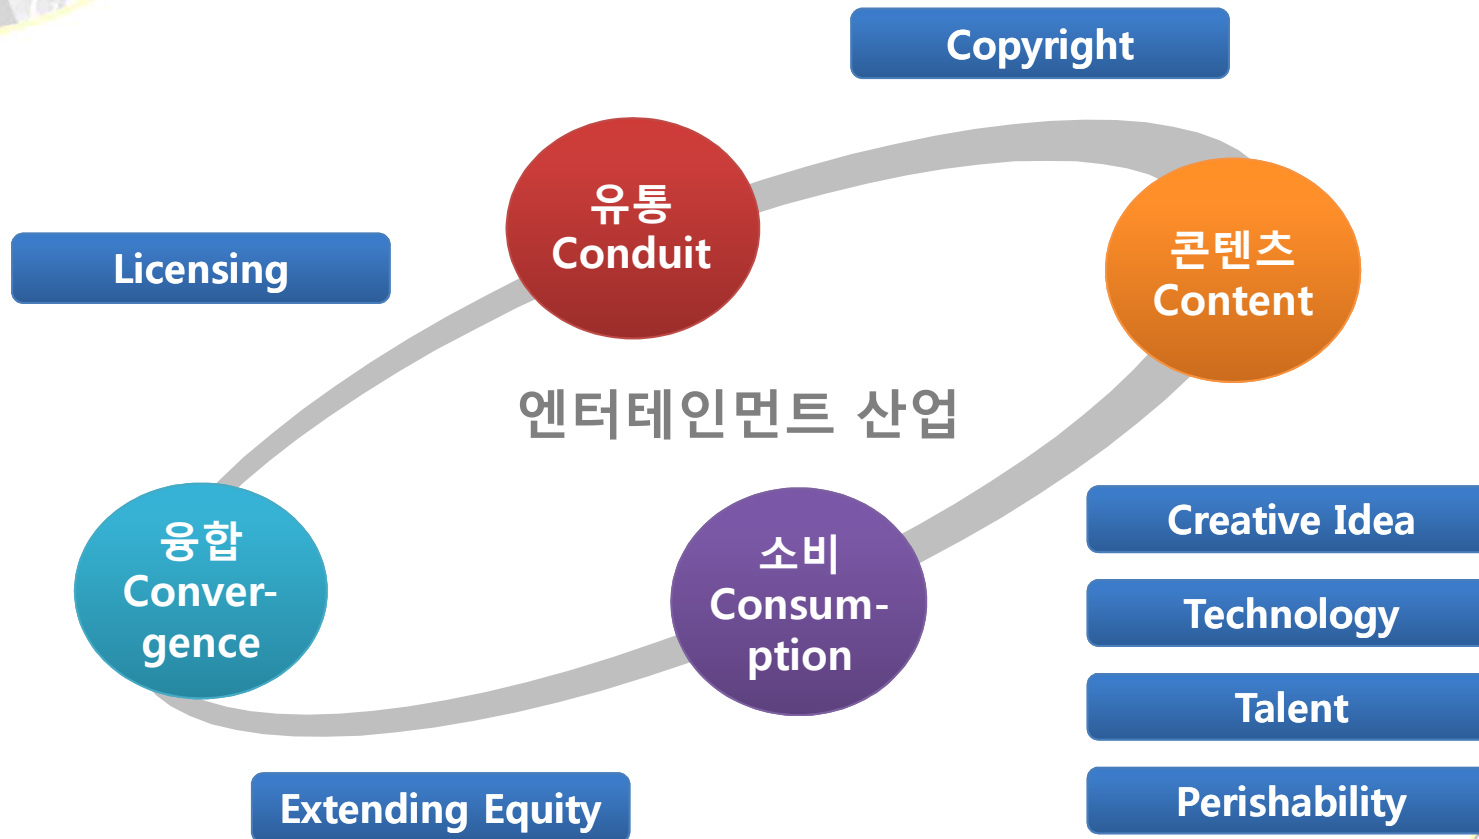 Copyright
유통
Conduit
콘텐츠
Content
Licensing
엔터테인먼트 산업
융합
Conver-
gence
소비
Consum-
ption
Creative Idea
Technology
Talent
Perishability
Extending Equity